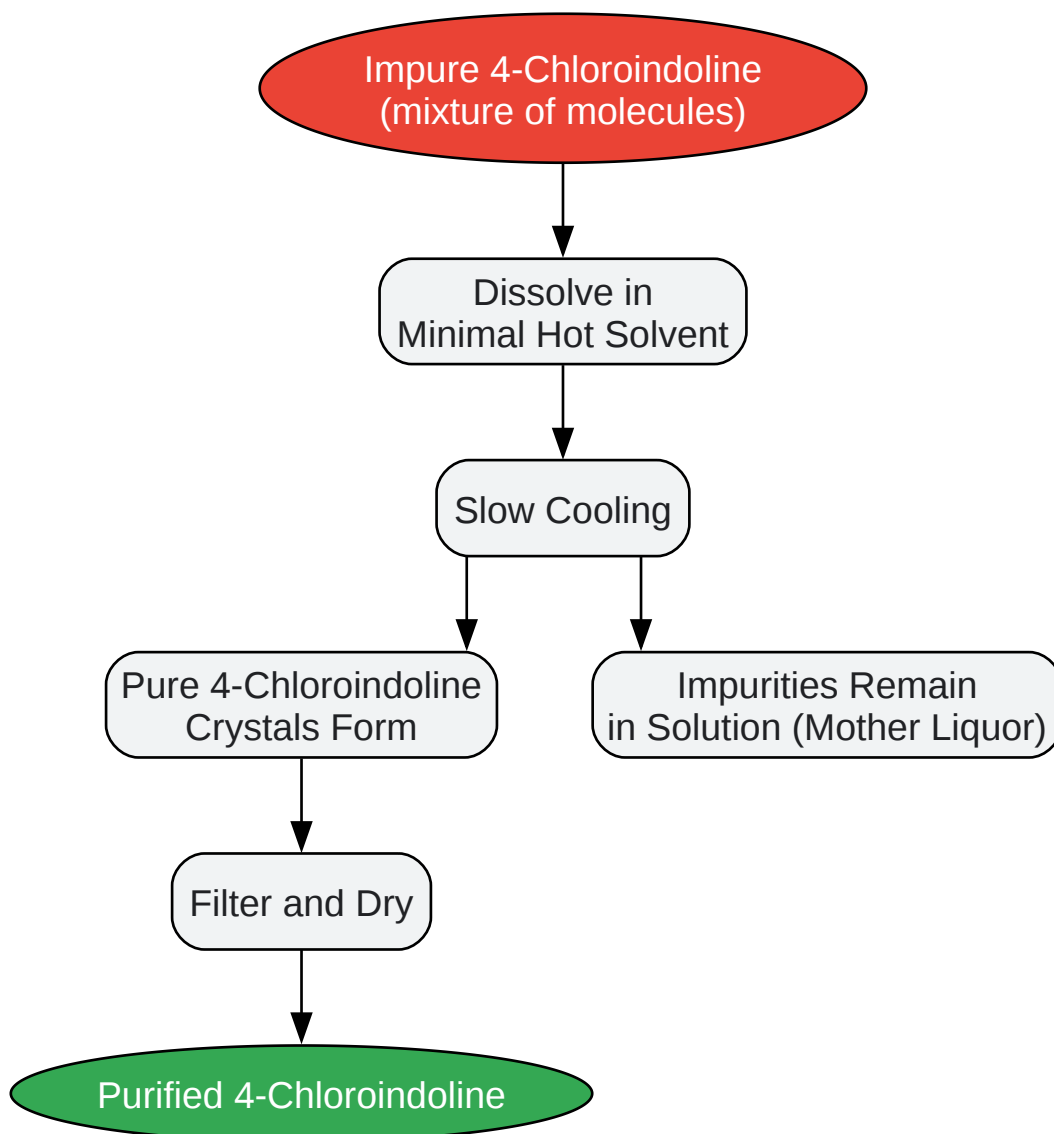 Impure 4-Chloroindoline
(mixture of molecules)
Dissolve in
Minimal Hot Solvent
Slow Cooling
Pure 4-Chloroindoline
Crystals Form
Impurities Remain
in Solution (Mother Liquor)
Filter and Dry
Purified 4-Chloroindoline